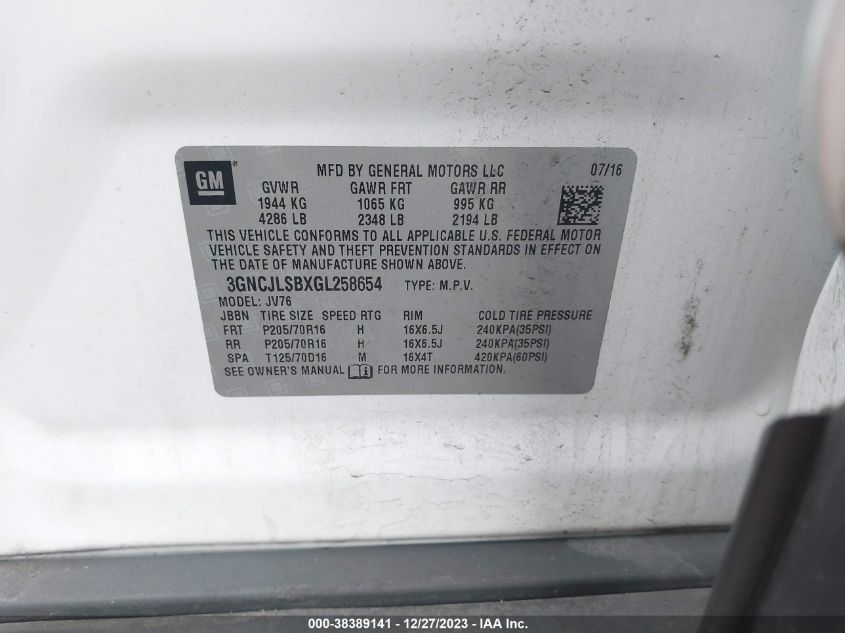 GM ® MFD BY GENERAL MOTORS LLC 07/16
GVWR GAWR FRT GAWR RR
1944 KG 1065 KG 995 KG
4286 LB 2348 LB 2194 LB
THIS VEHICLE CONFORMS TO ALL APPLICABLE U.S. FEDERAL MOTOR
VEHICLE SAFETY AND THEFT PREVENTION STANDARDS IN EFFECT ON
THE DATE OF MANUFACTURE SHOWN ABOVE.
3GNCJLSBXGL258654 TYPE: M.P.V.
MODEL: JV76
JBBN TIRE SIZE SPEED RTG RIM COLD TIRE PRESSURE
FRT P205/70R16 H 16X6.5J 240KPA(35PSI)
RR P205/70R16 H 16X6.5J 240KPA(35PSI)
SPA T125/70D16 M 16X4T 420KPA(60PSI)
SEE OWNER'S MANUAL FOR MORE INFORMATION.
000-38389141 - 12/27/2023 - IAA Inc.